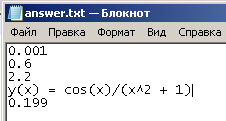 answer.txt — Блокнот
Файл Правка Формат Вид Справка
0.001
0.6
2.2
y(x) = cos(x)/(x^2 + 1)
0.199